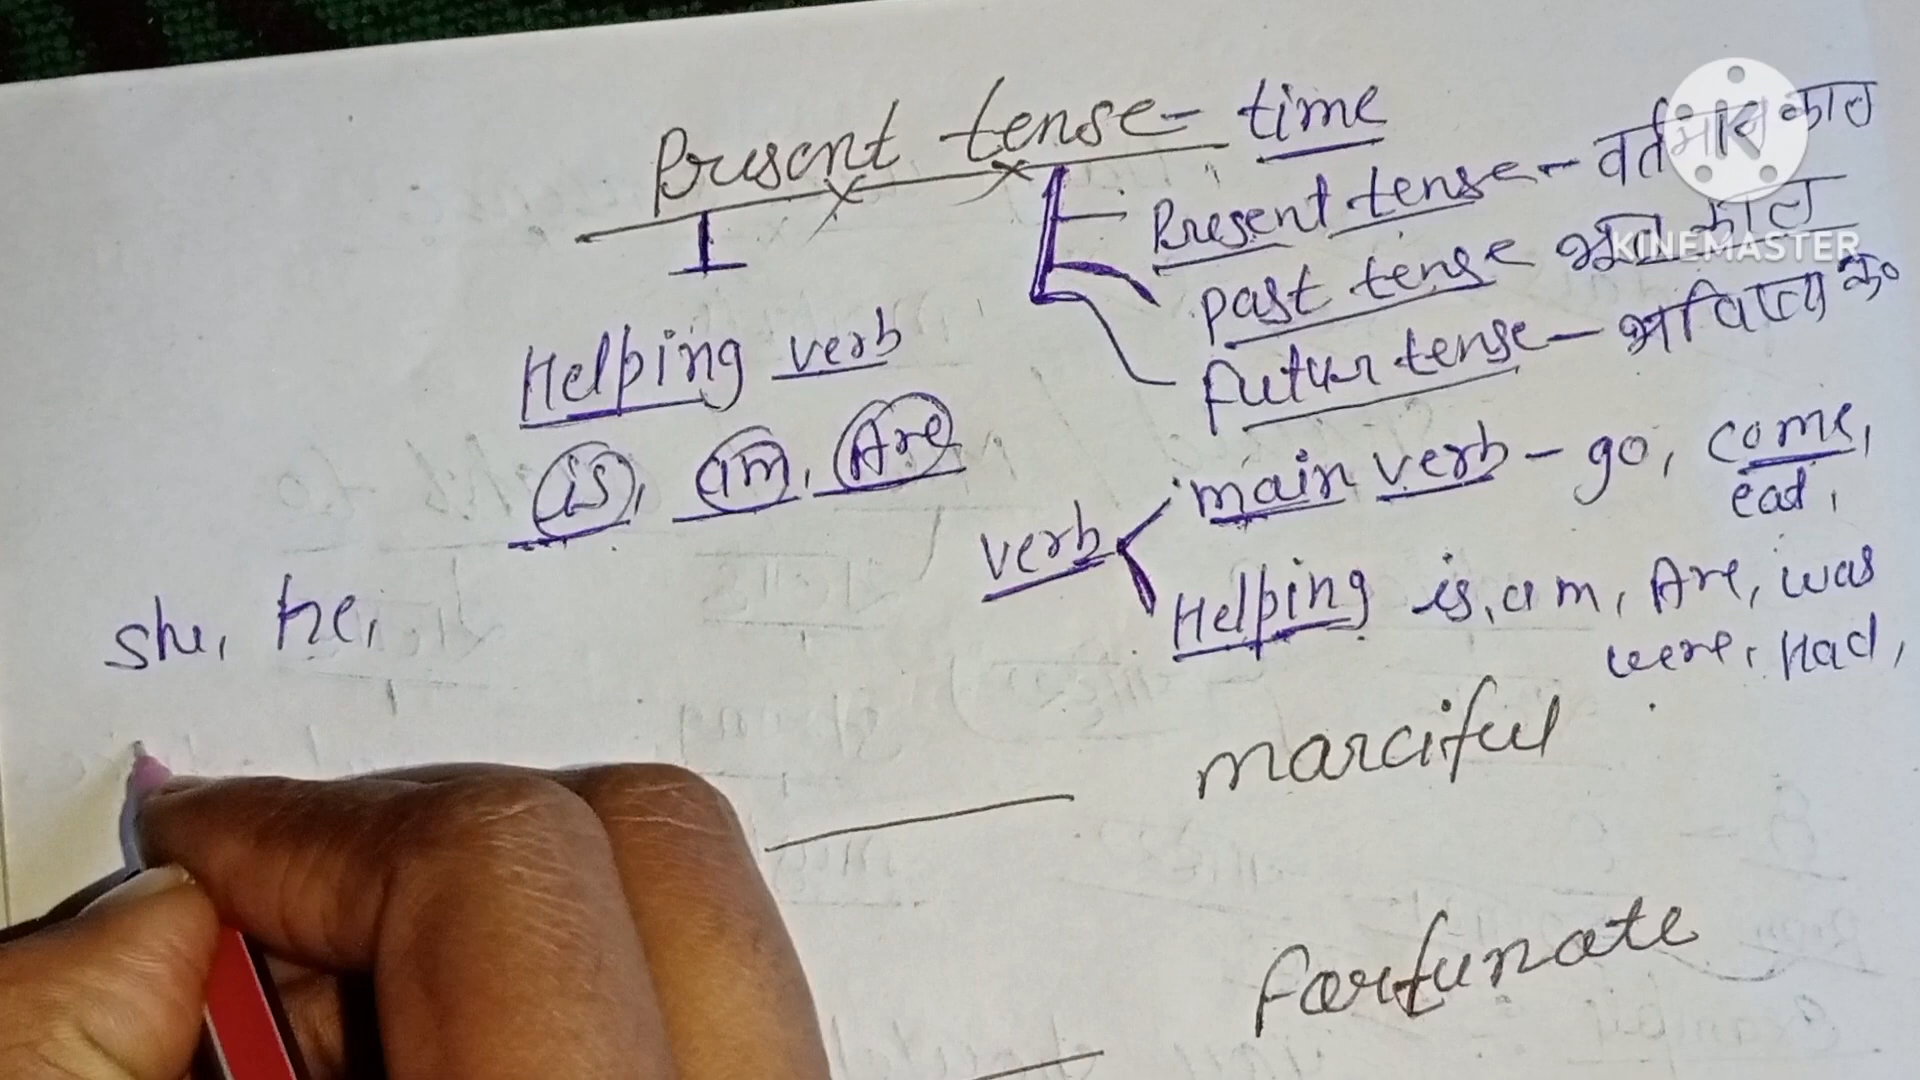 Present tense - time
Present tense - वर्तमान काल
Past tense भूत काल
Futur tense - भविष्य का०
Helping verb
is, am, Are
verb
main verb - go, come,
eat,
Helping is, am, Are, was
were, Had,
she, he,
marciful
forfunate
K
KINEMASTER